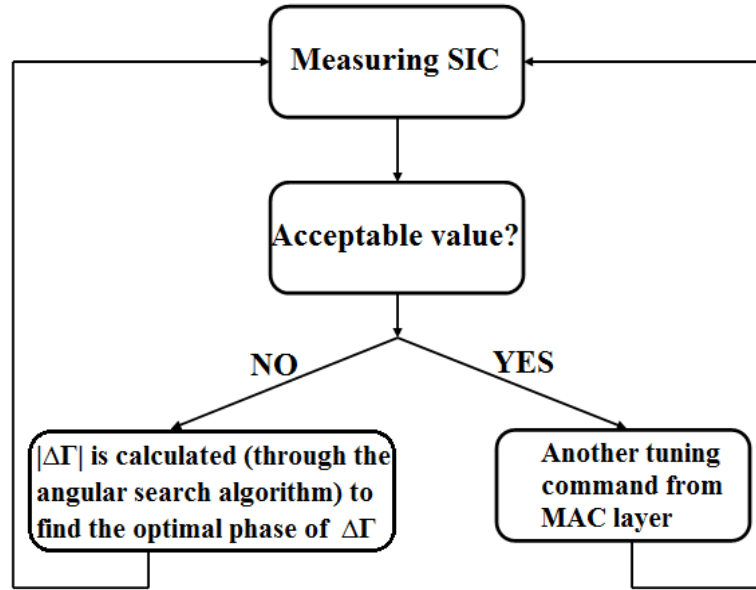 Measuring SIC
Acceptable value?
NO
YES
|ΔΓ| is calculated (through the
angular search algorithm) to
find the optimal phase of ΔΓ
Another tuning
command from
MAC layer